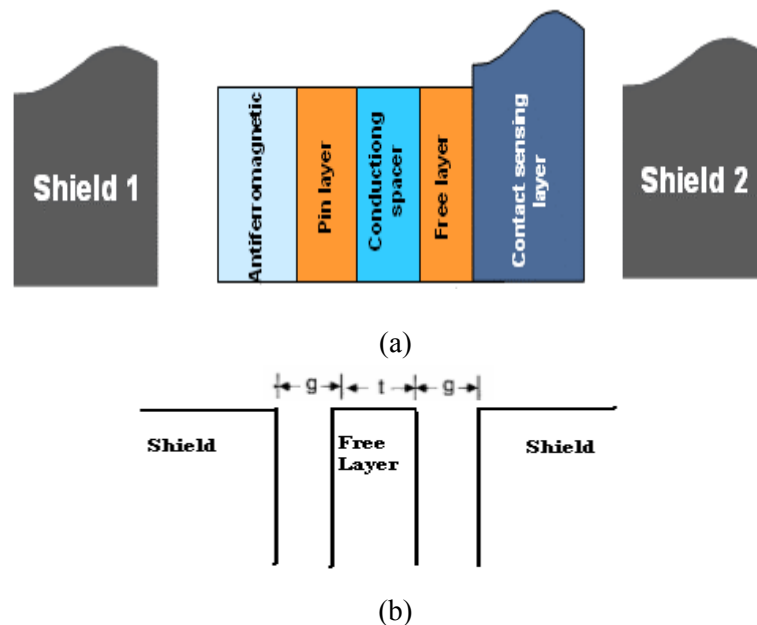 Shield 1
Antiferromagnetic
Pin layer
Conductiong
spacer
Free layer
Contact sensing
layer
Shield 2
(a)
g t g
Shield
Free
Layer
Shield
(b)